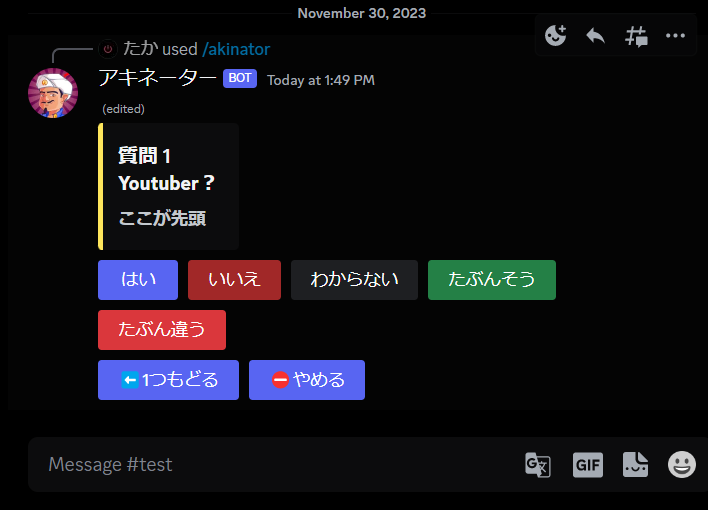 November 30, 2023
たか used /akinator
アキネーター BOT Today at 1:49 PM
(edited)
質問 1
Youtuber ?
ここが先頭
はい いいえ わからない たぶんそう
たぶん違う
1つもどる やめる
Message #test GIF